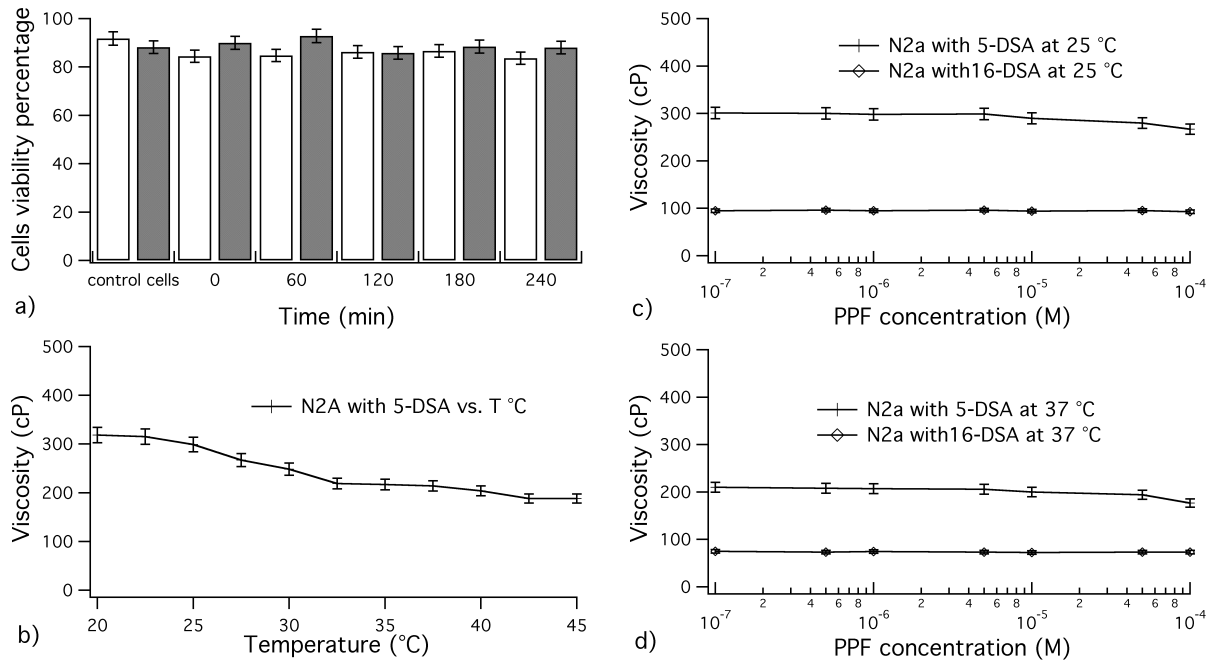 100
80
60
40
20
0
Cells viability percentage
control cells 0 60 120 180 240
Time (min)
a)
500
400
300
200
100
0
Viscosity (cP)
N2A with 5-DSA vs. T °C
20 25 30 35 40 45
Temperature (°C)
b)
500
400
300
200
100
0
Viscosity (cP)
N2a with 5-DSA at 25 °C
N2a with16-DSA at 25 °C
2 4 6 8 2 4 6 8 2 4 6 8
10-7 10-6 10-5 10-4
PPF concentration (M)
c)
500
400
300
200
100
0
Viscosity (cP)
N2a with 5-DSA at 37 °C
N2a with16-DSA at 37 °C
2 4 6 8 2 4 6 8 2 4 6 8
10-7 10-6 10-5 10-4
PPF concentration (M)
d)